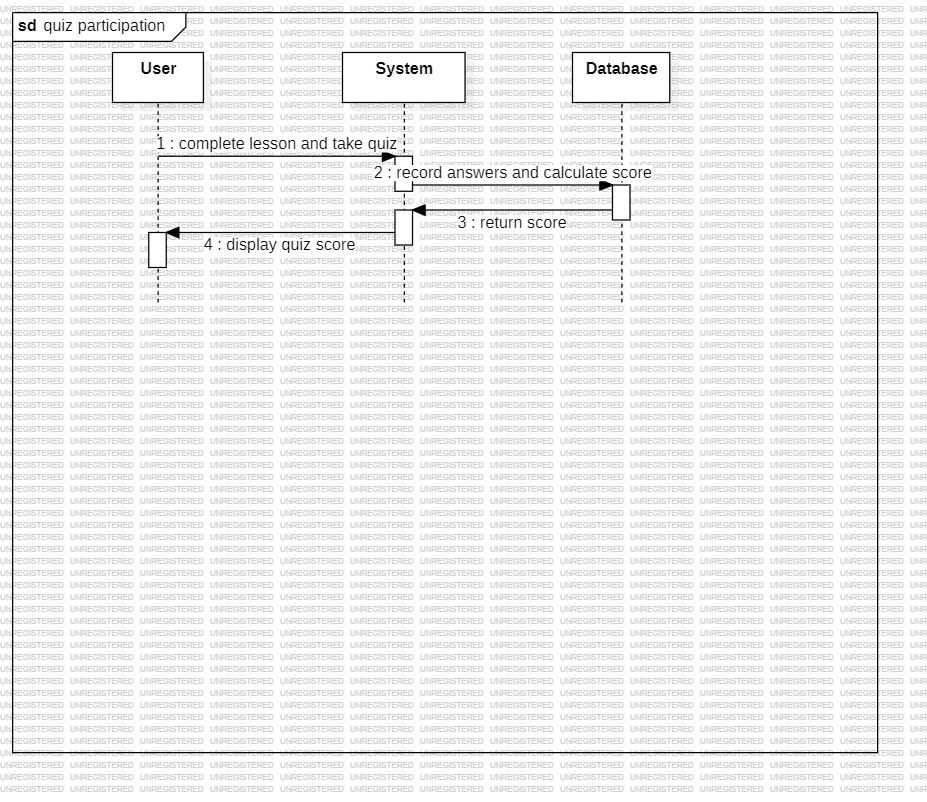 sd quiz participation
User
System
Database
1 : complete lesson and take quiz
2 : record answers and calculate score
3 : return score
4 : display quiz score
UNREGISTERED